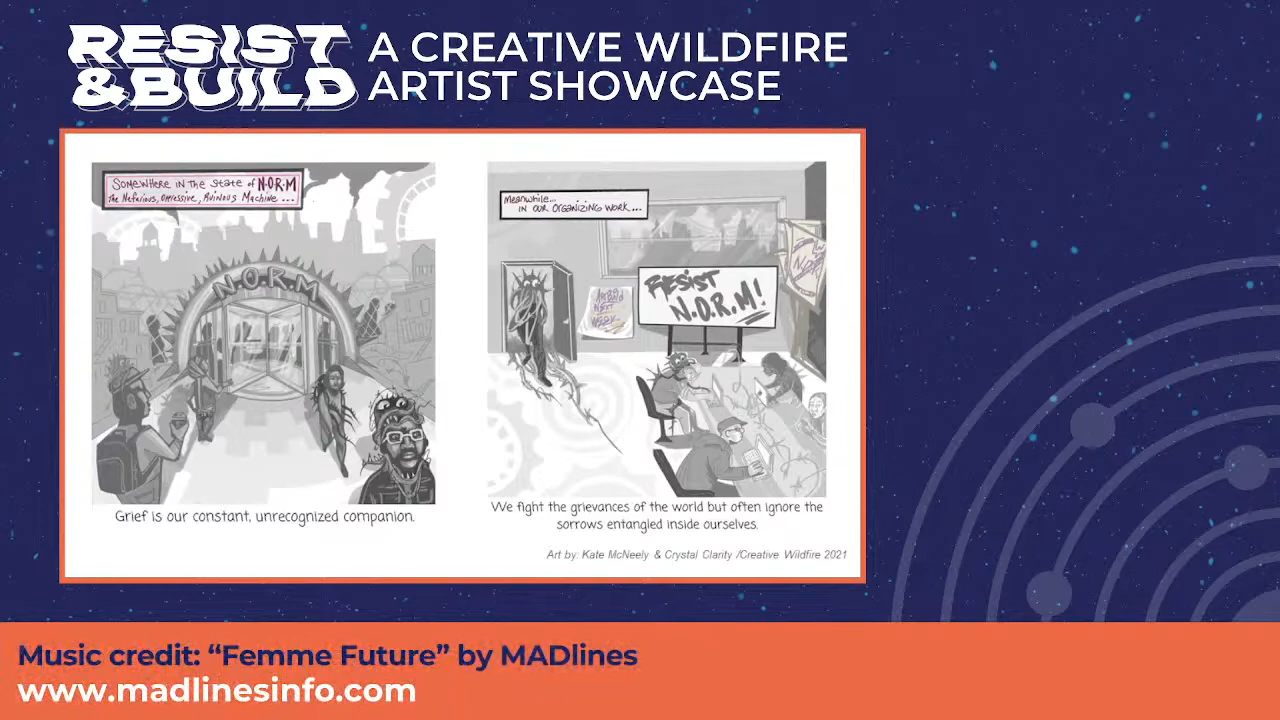 RESIST
&BUILD
A CREATIVE WILDFIRE
ARTIST SHOWCASE
SOMEWHERE IN THE STATE OF N•O•R•M
THE NEFARIOUS, OPPRESSIVE, RUINOUS MACHINE...
N•O•R•M
Grief is our constant, unrecognized companion.
Meanwhile...
IN OUR ORGANIZING WORK...
RESIST
N.O.R.M!
NEXT
WEEK
We fight the grievances of the world but often ignore the
sorrows entangled inside ourselves.
Art by: Kate McNeely & Crystal Clarity /Creative Wildfire 2021
Music credit: “Femme Future” by MADlines
www.madlinesinfo.com